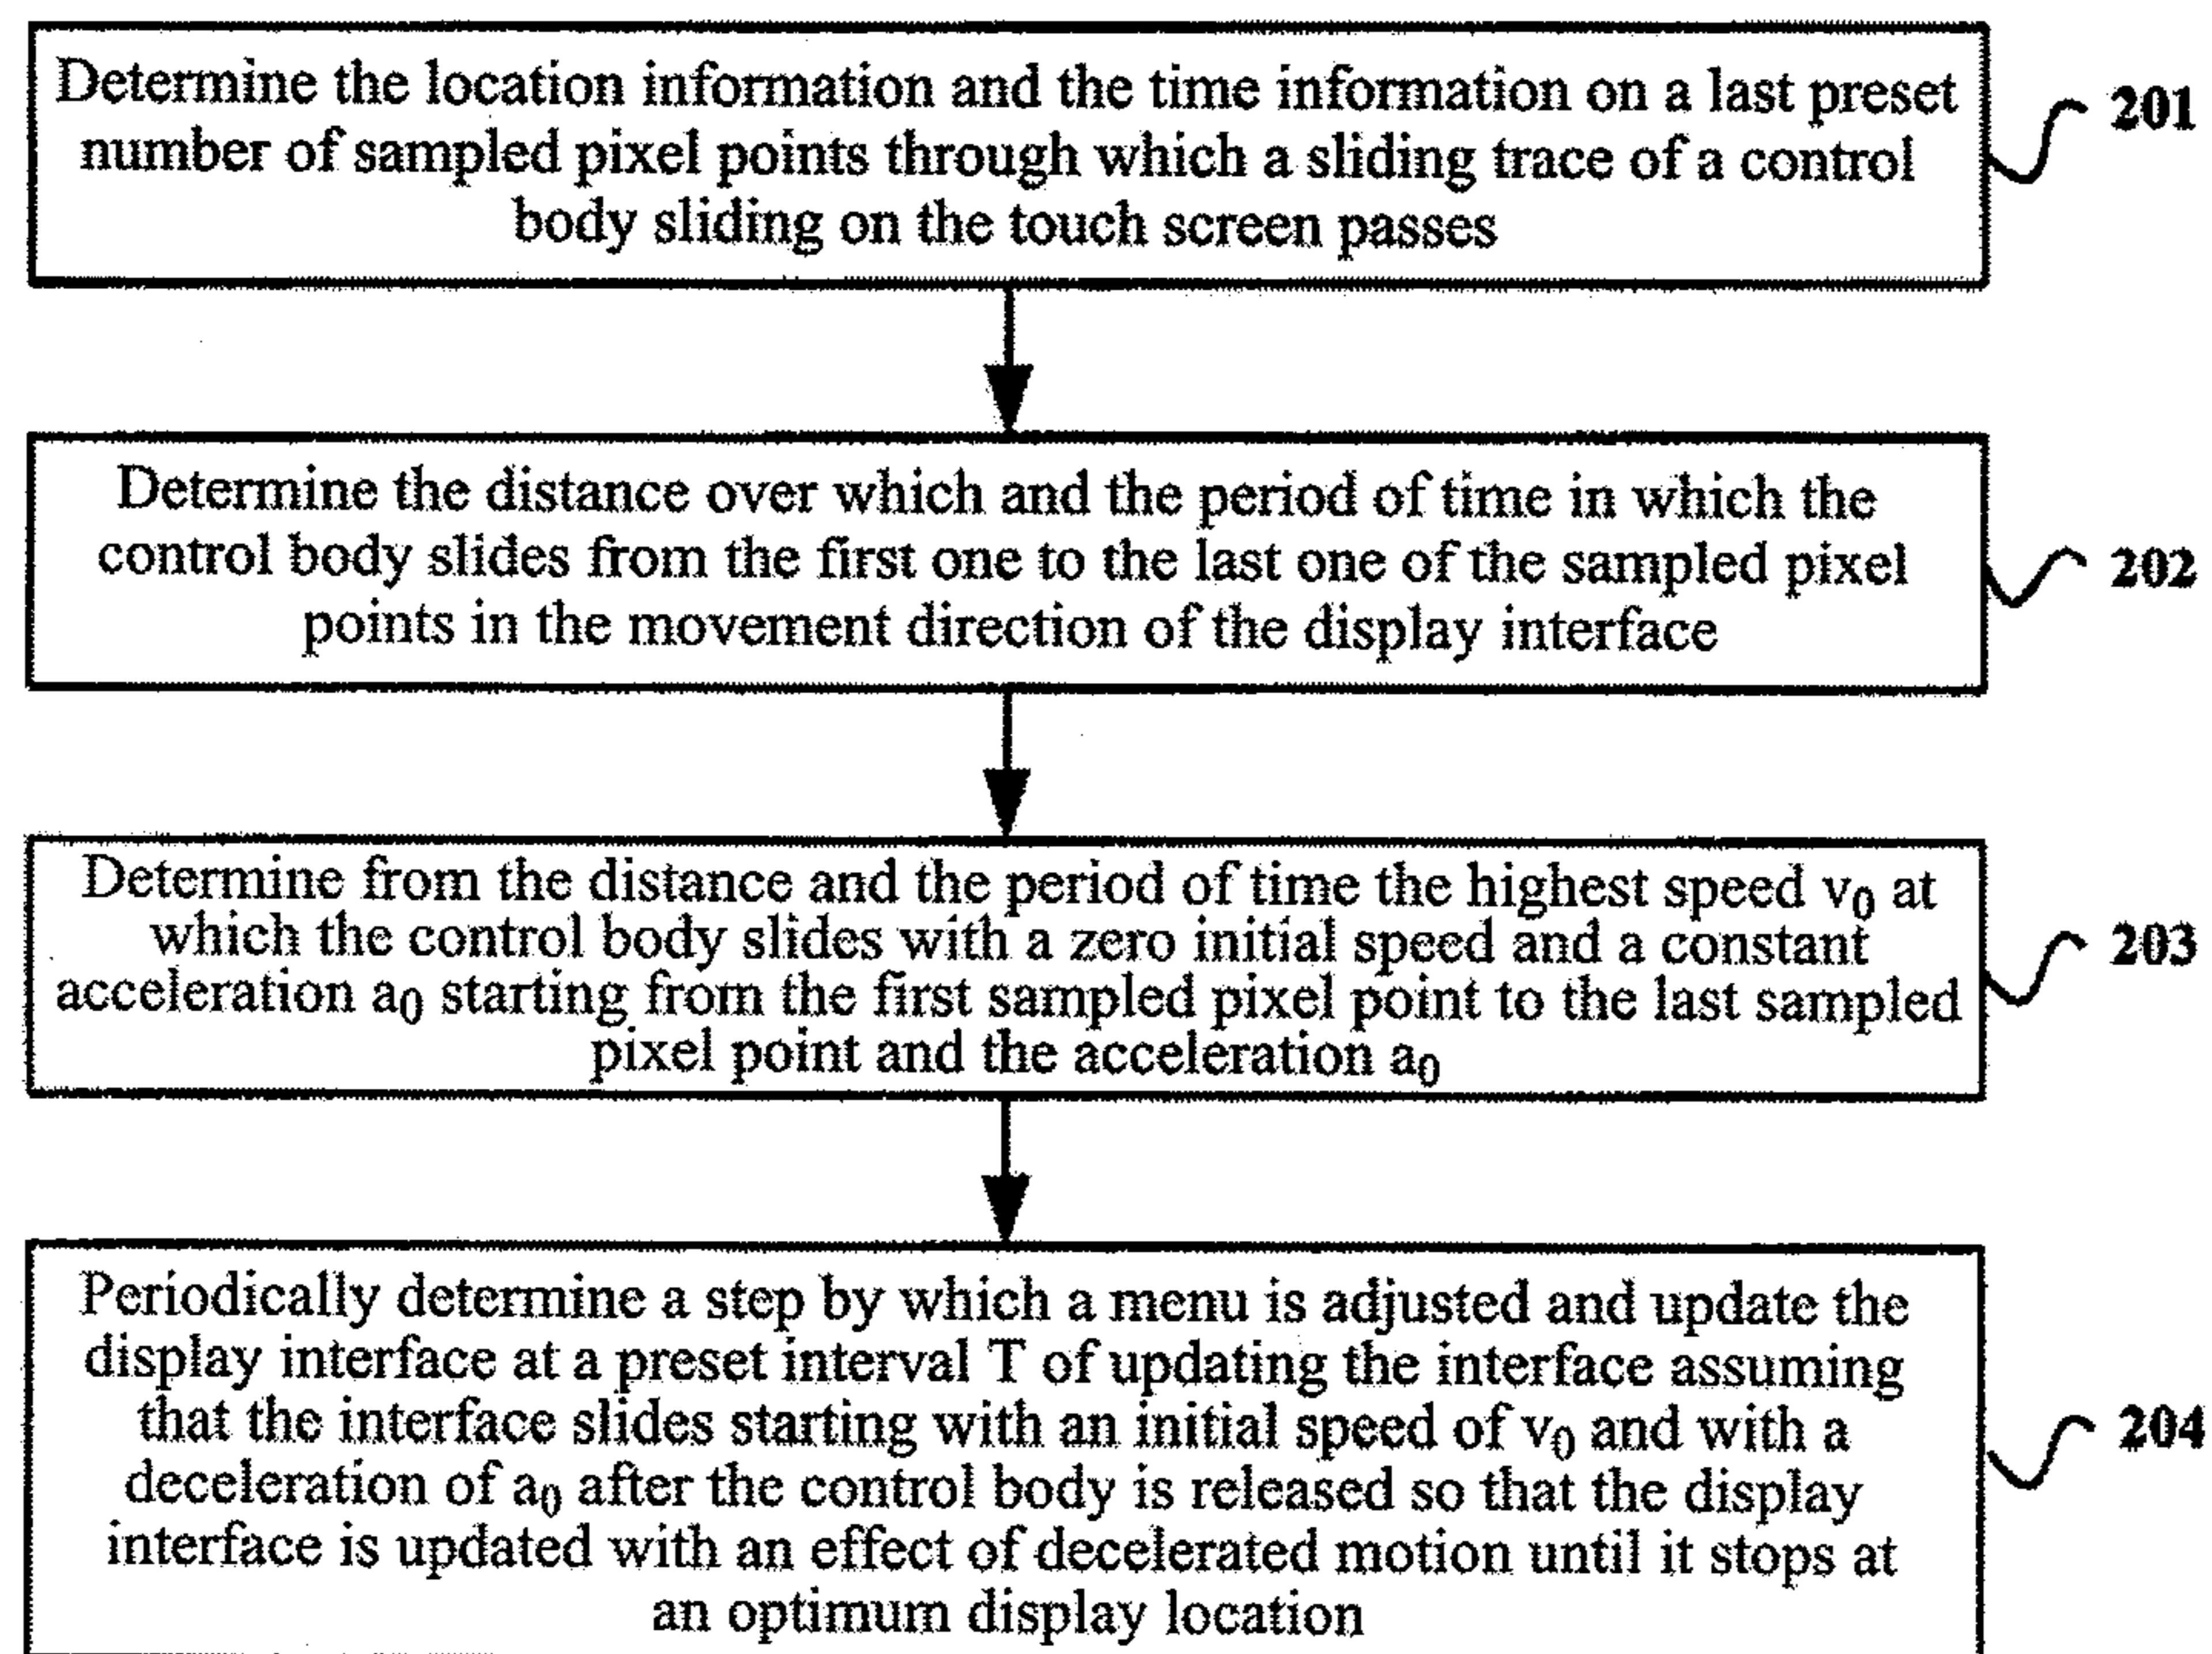 Determine the location information and the time information on a last preset
number of sampled pixel points through which a sliding trace of a control
body sliding on the touch screen passes
201
Determine the distance over which and the period of time in which the
control body slides from the first one to the last one of the sampled pixel
points in the movement direction of the display interface
202
Determine from the distance and the period of time the highest speed v₀ at
which the control body slides with a zero initial speed and a constant
acceleration a₀ starting from the first sampled pixel point to the last sampled
pixel point and the acceleration a₀
203
Periodically determine a step by which a menu is adjusted and update the
display interface at a preset interval T of updating the interface assuming
that the interface slides starting with an initial speed of v₀ and with a
deceleration of a₀ after the control body is released so that the display
interface is updated with an effect of decelerated motion until it stops at
an optimum display location
204